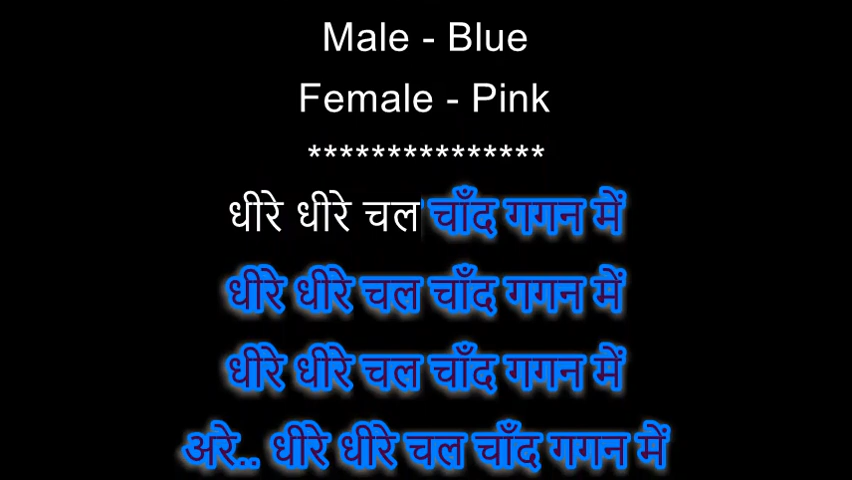 Male - Blue
Female - Pink
***************
धीरे धीरे चल चाँद गगन में
धीरे धीरे चल चाँद गगन में
धीरे धीरे चल चाँद गगन में
अरे.. धीरे धीरे चल चाँद गगन में